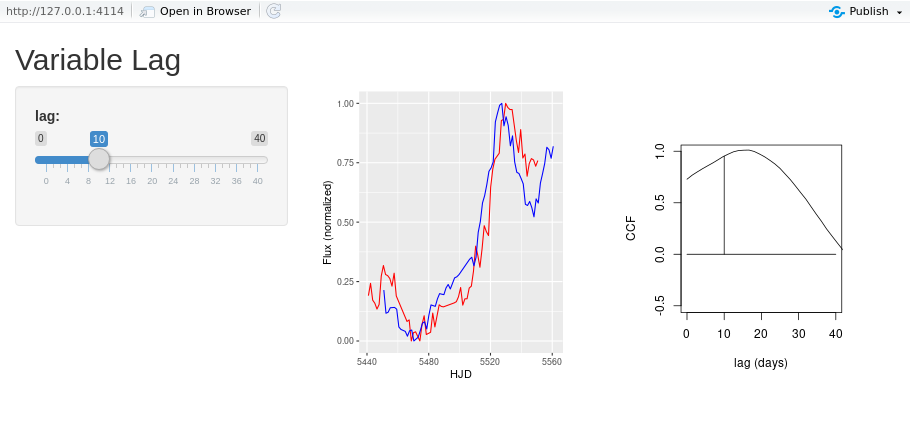 http://127.0.0.1:4114 Open in Browser Publish
Variable Lag
lag:
0 10 40
0 4 8 12 16 20 24 28 32 36 40
Flux (normalized)
1.00
0.75
0.50
0.25
0.00
5440 5480 5520 5560
HJD
CCF
1.0
0.5
0.0
-0.5
0 10 20 30 40
lag (days)